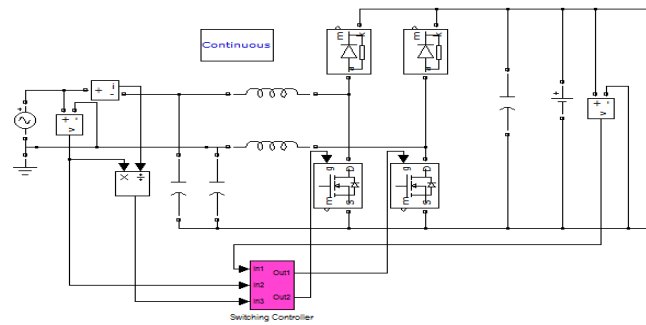 Continuous
m
m
i
+
-
+
-
v
+
+
-
v
+
×
÷
g
D
m
S
g
D
m
S
In1
In2
In3
Out1
Out2
Switching Controller